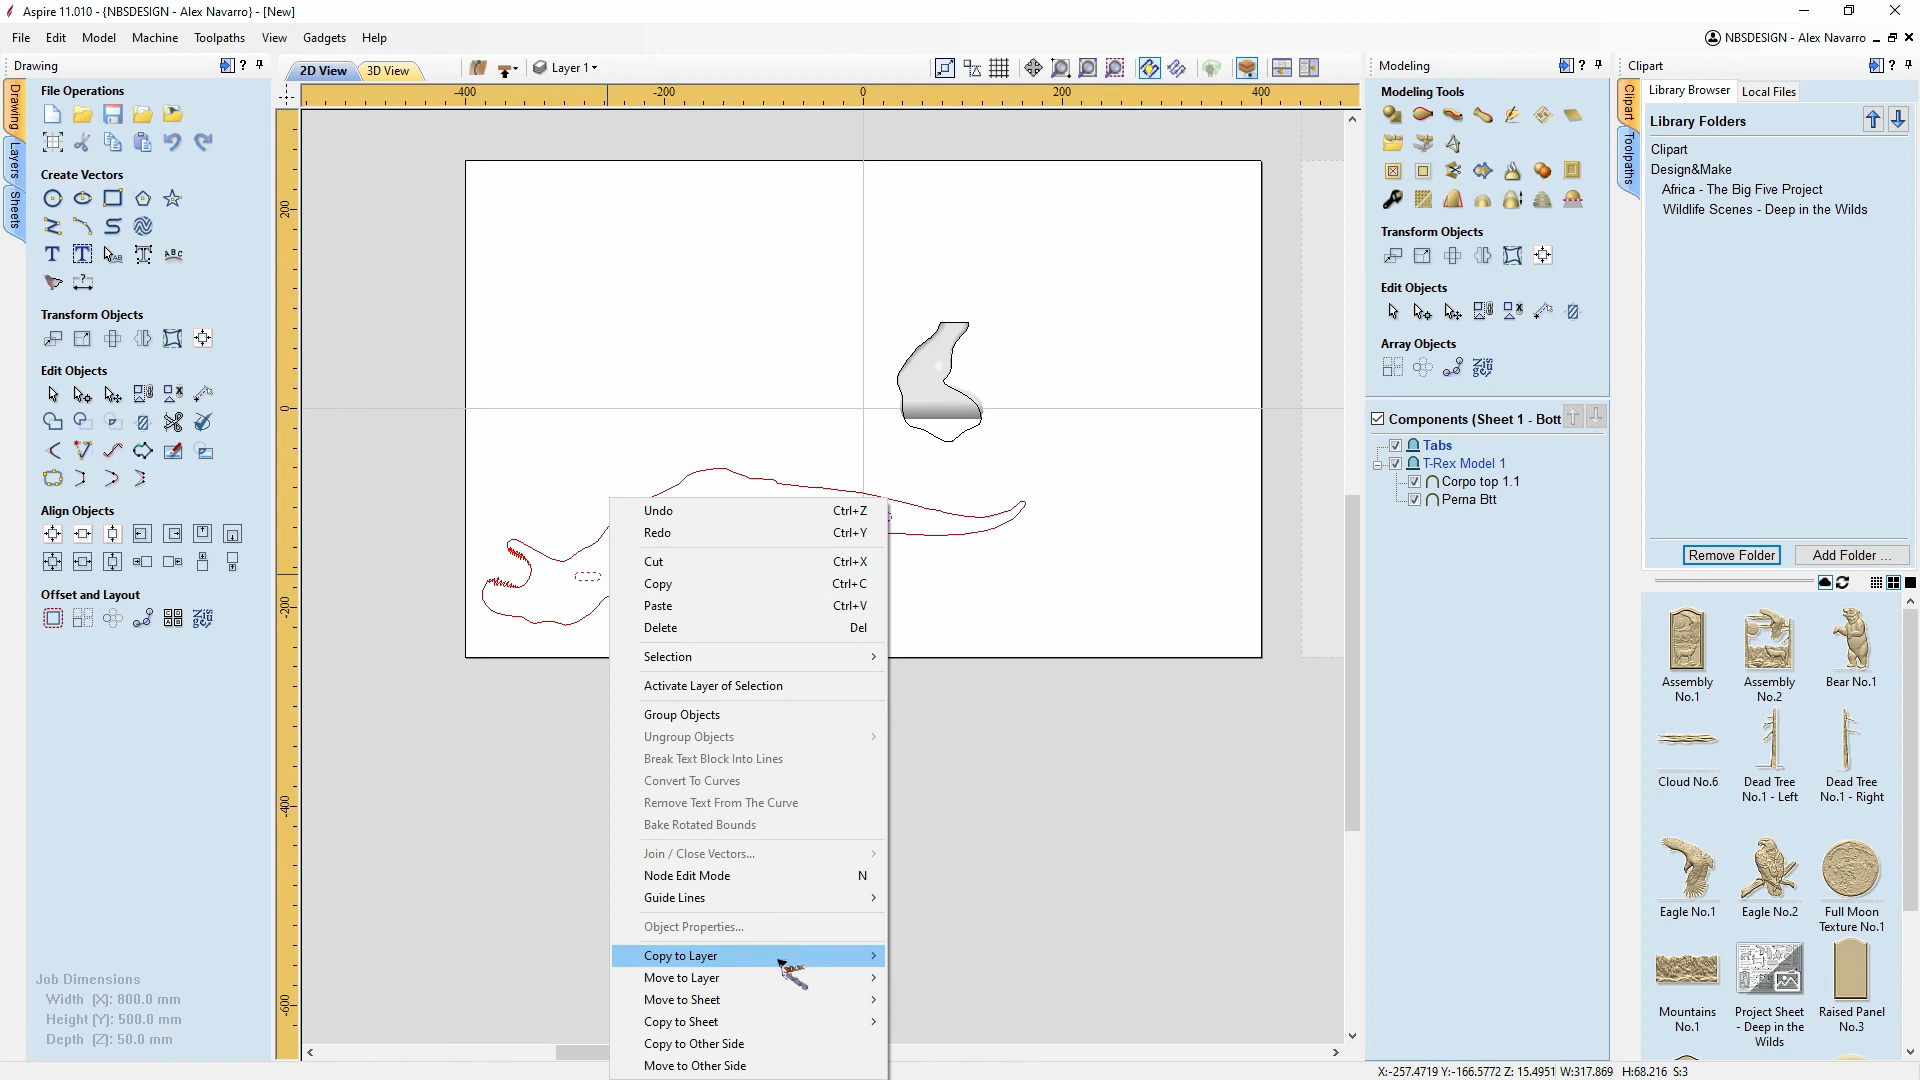 Aspire 11.010 - {NBSDESIGN - Alex Navarro} - [New]
File Edit Model Machine Toolpaths View Gadgets Help
NBSDESIGN - Alex Navarro
Drawing
Drawing
Layers
Sheets
File Operations
Create Vectors
Transform Objects
Edit Objects
Align Objects
Offset and Layout
Job Dimensions
Width [X]: 800.0 mm
Height [Y]: 500.0 mm
Depth [Z]: 50.0 mm
2D View
3D View
Layer 1
-400 -200 0 200 400
200
0
-200
-400
-600
Undo Ctrl+Z
Redo Ctrl+Y
Cut Ctrl+X
Copy Ctrl+C
Paste Ctrl+V
Delete Del
Selection
Activate Layer of Selection
Group Objects
Ungroup Objects
Break Text Block Into Lines
Convert To Curves
Remove Text From The Curve
Bake Rotated Bounds
Join / Close Vectors...
Node Edit Mode N
Guide Lines
Object Properties...
Copy to Layer
Move to Layer
Move to Sheet
Copy to Sheet
Copy to Other Side
Move to Other Side
Modeling
Modeling Tools
Transform Objects
Edit Objects
Array Objects
Components (Sheet 1 - Bott
Tabs
T-Rex Model 1
Corpo top 1.1
Perna Btt
Clipart
Clipart
Toolpaths
Library Browser
Local Files
Library Folders
Clipart
Design&Make
Africa - The Big Five Project
Wildlife Scenes - Deep in the Wilds
Remove Folder
Add Folder ...
Assembly No.1
Assembly No.2
Bear No.1
Cloud No.6
Dead Tree No.1 - Left
Dead Tree No.1 - Right
Eagle No.1
Eagle No.2
Full Moon Texture No.1
Mountains No.1
Project Sheet - Deep in the Wilds
Raised Panel No.3
X:-257.4719 Y:-166.5772 Z: 15.4951 W:317.869 H:68.216 S:3